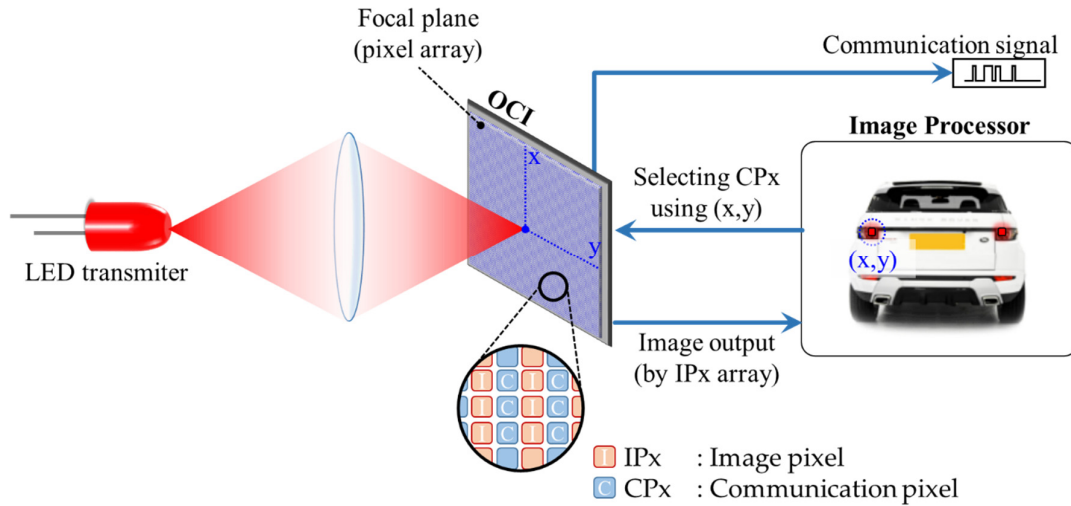 Focal plane
(pixel array)
OCI
x
y
LED transmiter
Communication signal
Image Processor
Selecting CPx
using (x,y)
(x,y)
Image output
(by IPx array)
I C I C
I C I C
I C I C
I IPx : Image pixel
C CPx : Communication pixel